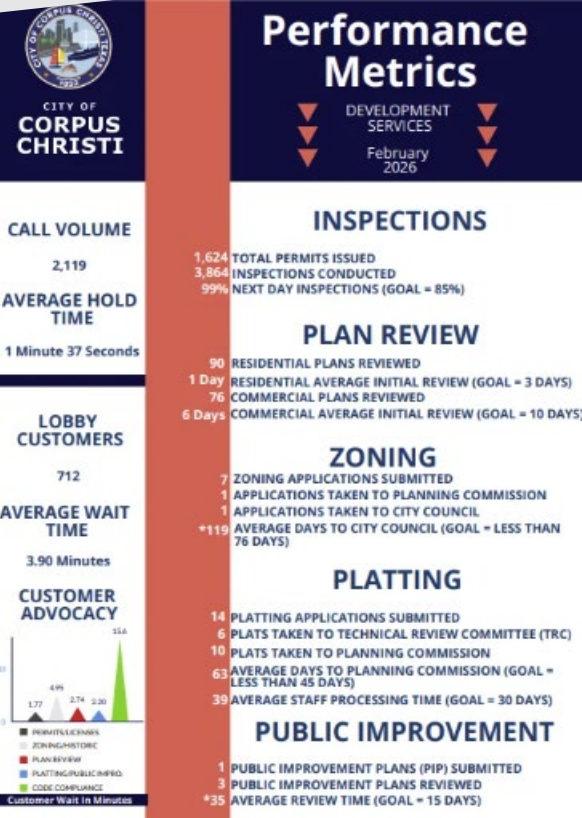 CITY OF CORPUS CHRISTI TEXAS
1852
CITY OF
CORPUS
CHRISTI
Performance
Metrics
DEVELOPMENT
SERVICES
February
2026
CALL VOLUME
2,119
AVERAGE HOLD
TIME
1 Minute 37 Seconds
LOBBY
CUSTOMERS
712
AVERAGE WAIT
TIME
3.90 Minutes
CUSTOMER
ADVOCACY
15.6
4.95
1.77
2.74
2.20
0
PERMITS/LICENSES
ZONING/HISTORIC
PLAN REVIEW
PLATTING/PUBLIC IMPRO.
CODE COMPLIANCE
Customer Wait in Minutes
INSPECTIONS
1,624 TOTAL PERMITS ISSUED
3,864 INSPECTIONS CONDUCTED
99% NEXT DAY INSPECTIONS (GOAL = 85%)
PLAN REVIEW
90 RESIDENTIAL PLANS REVIEWED
1 Day RESIDENTIAL AVERAGE INITIAL REVIEW (GOAL = 3 DAYS)
76 COMMERCIAL PLANS REVIEWED
6 Days COMMERCIAL AVERAGE INITIAL REVIEW (GOAL = 10 DAYS)
ZONING
7 ZONING APPLICATIONS SUBMITTED
1 APPLICATIONS TAKEN TO PLANNING COMMISSION
1 APPLICATIONS TAKEN TO CITY COUNCIL
*119 AVERAGE DAYS TO CITY COUNCIL (GOAL = LESS THAN
76 DAYS)
PLATTING
14 PLATTING APPLICATIONS SUBMITTED
6 PLATS TAKEN TO TECHNICAL REVIEW COMMITTEE (TRC)
10 PLATS TAKEN TO PLANNING COMMISSION
63 AVERAGE DAYS TO PLANNING COMMISSION (GOAL =
LESS THAN 45 DAYS)
39 AVERAGE STAFF PROCESSING TIME (GOAL = 30 DAYS)
PUBLIC IMPROVEMENT
1 PUBLIC IMPROVEMENT PLANS (PIP) SUBMITTED
3 PUBLIC IMPROVEMENT PLANS REVIEWED
*35 AVERAGE REVIEW TIME (GOAL = 15 DAYS)